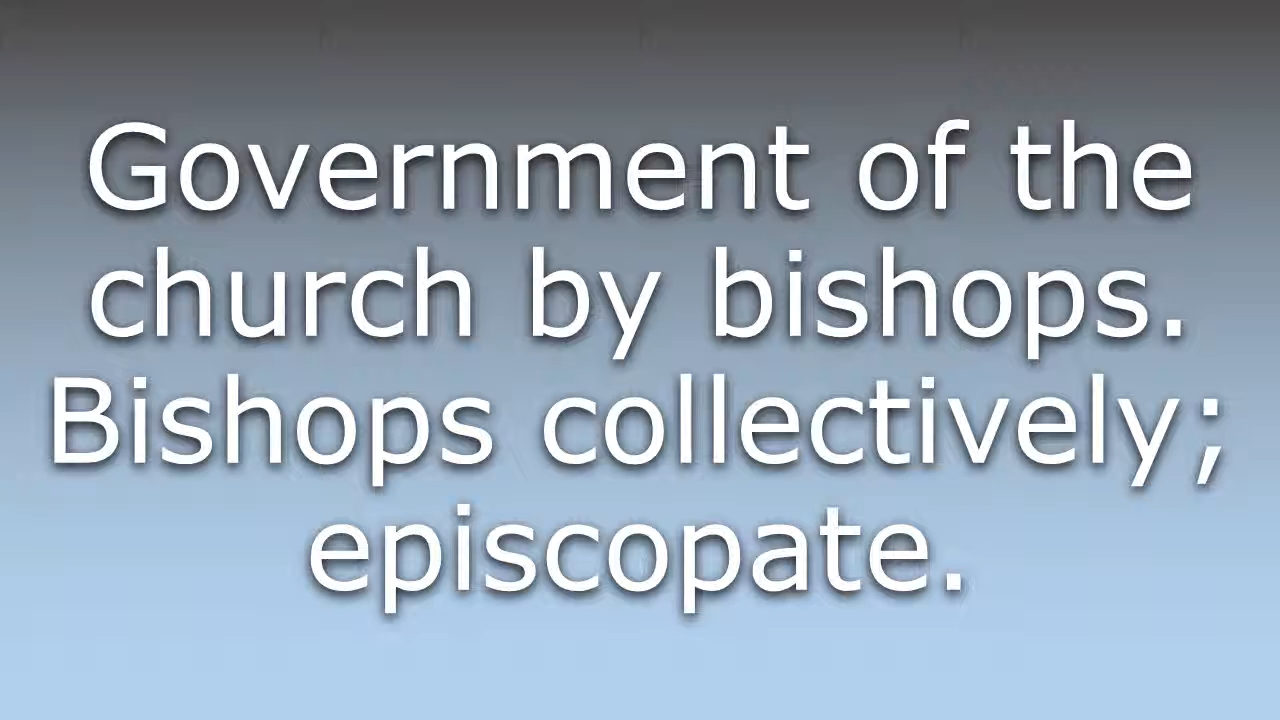 Government of the
church by bishops.
Bishops collectively;
episcopate.